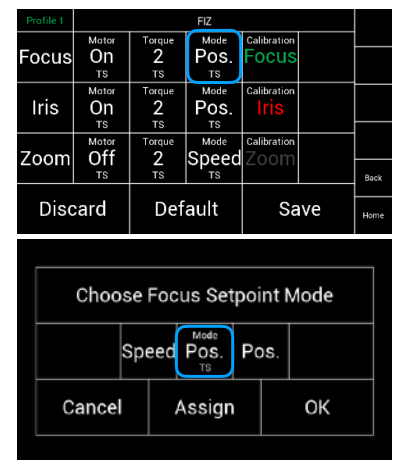 Profile 1 FIZ
Motor Torque Mode Calibration
Focus On 2 Pos. Focus
TS TS TS
Motor Torque Mode Calibration
Iris On 2 Pos. Iris
TS TS TS
Motor Torque Mode Calibration
Zoom Off 2 Speed Zoom
TS TS TS
Back
Discard Default Save
Home
Choose Focus Setpoint Mode
Mode
Speed Pos. Pos.
TS
Cancel Assign OK